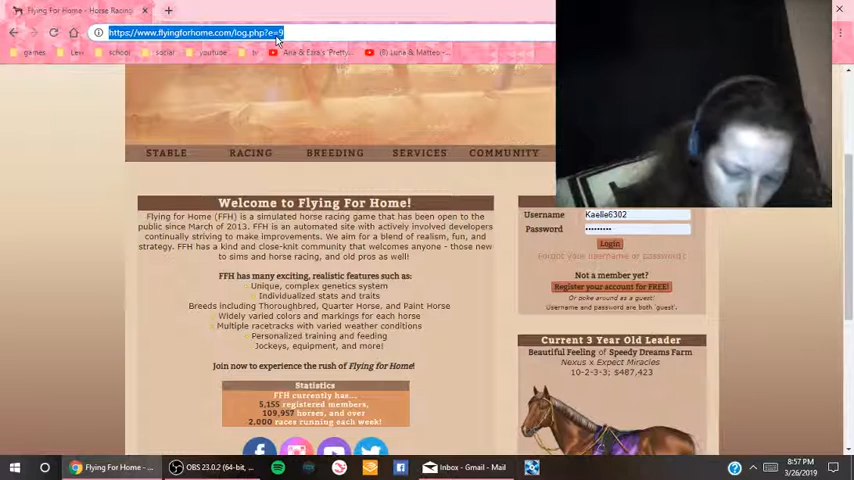 Flying For Home - Horse Racing
https://www.flyingforhome.com/log.php?e=9
games
Lew
school
social
youtube
tv
Aria & Ezra's "Pretty...
(B) Luna & Matteo -...
STABLE
RACING
BREEDING
SERVICES
COMMUNITY
Welcome to Flying For Home!
Flying for Home (FFH) is a simulated horse racing game that has been open to the
public since March of 2013. FFH is an automated site with actively involved developers
continually striving to make improvements. We aim for a blend of realism, fun, and
strategy. FFH has a kind and close-knit community that welcomes anyone - those new
to sims and horse racing, and old pros as well!
FFH has many exciting, realistic features such as:
Unique, complex genetics system
Individualized stats and traits
Breeds including Thoroughbred, Quarter Horse, and Paint Horse
Widely varied colors and markings for each horse
Multiple racetracks with varied weather conditions
Personalized training and feeding
Jockeys, equipment, and more!
Join now to experience the rush of Flying for Home!
Statistics
FFH currently has...
5,155 registered members,
109,957 horses, and over
2,000 races running each week!
Username
Kaelie6302
Password
Login
Forgot your username or password?
Not a member yet?
Register your account for FREE!
Or poke around as a guest!
Username and password are both 'guest'.
Current 3 Year Old Leader
Beautiful Feeling of Speedy Dreams Farm
Nexus x Expect Miracles
10-2-3-3; $487,423
Flying For Home - ...
OBS 23.0.2 (64-bit, ...
Inbox - Gmail - Mo...
8:57 PM
3/26/2019